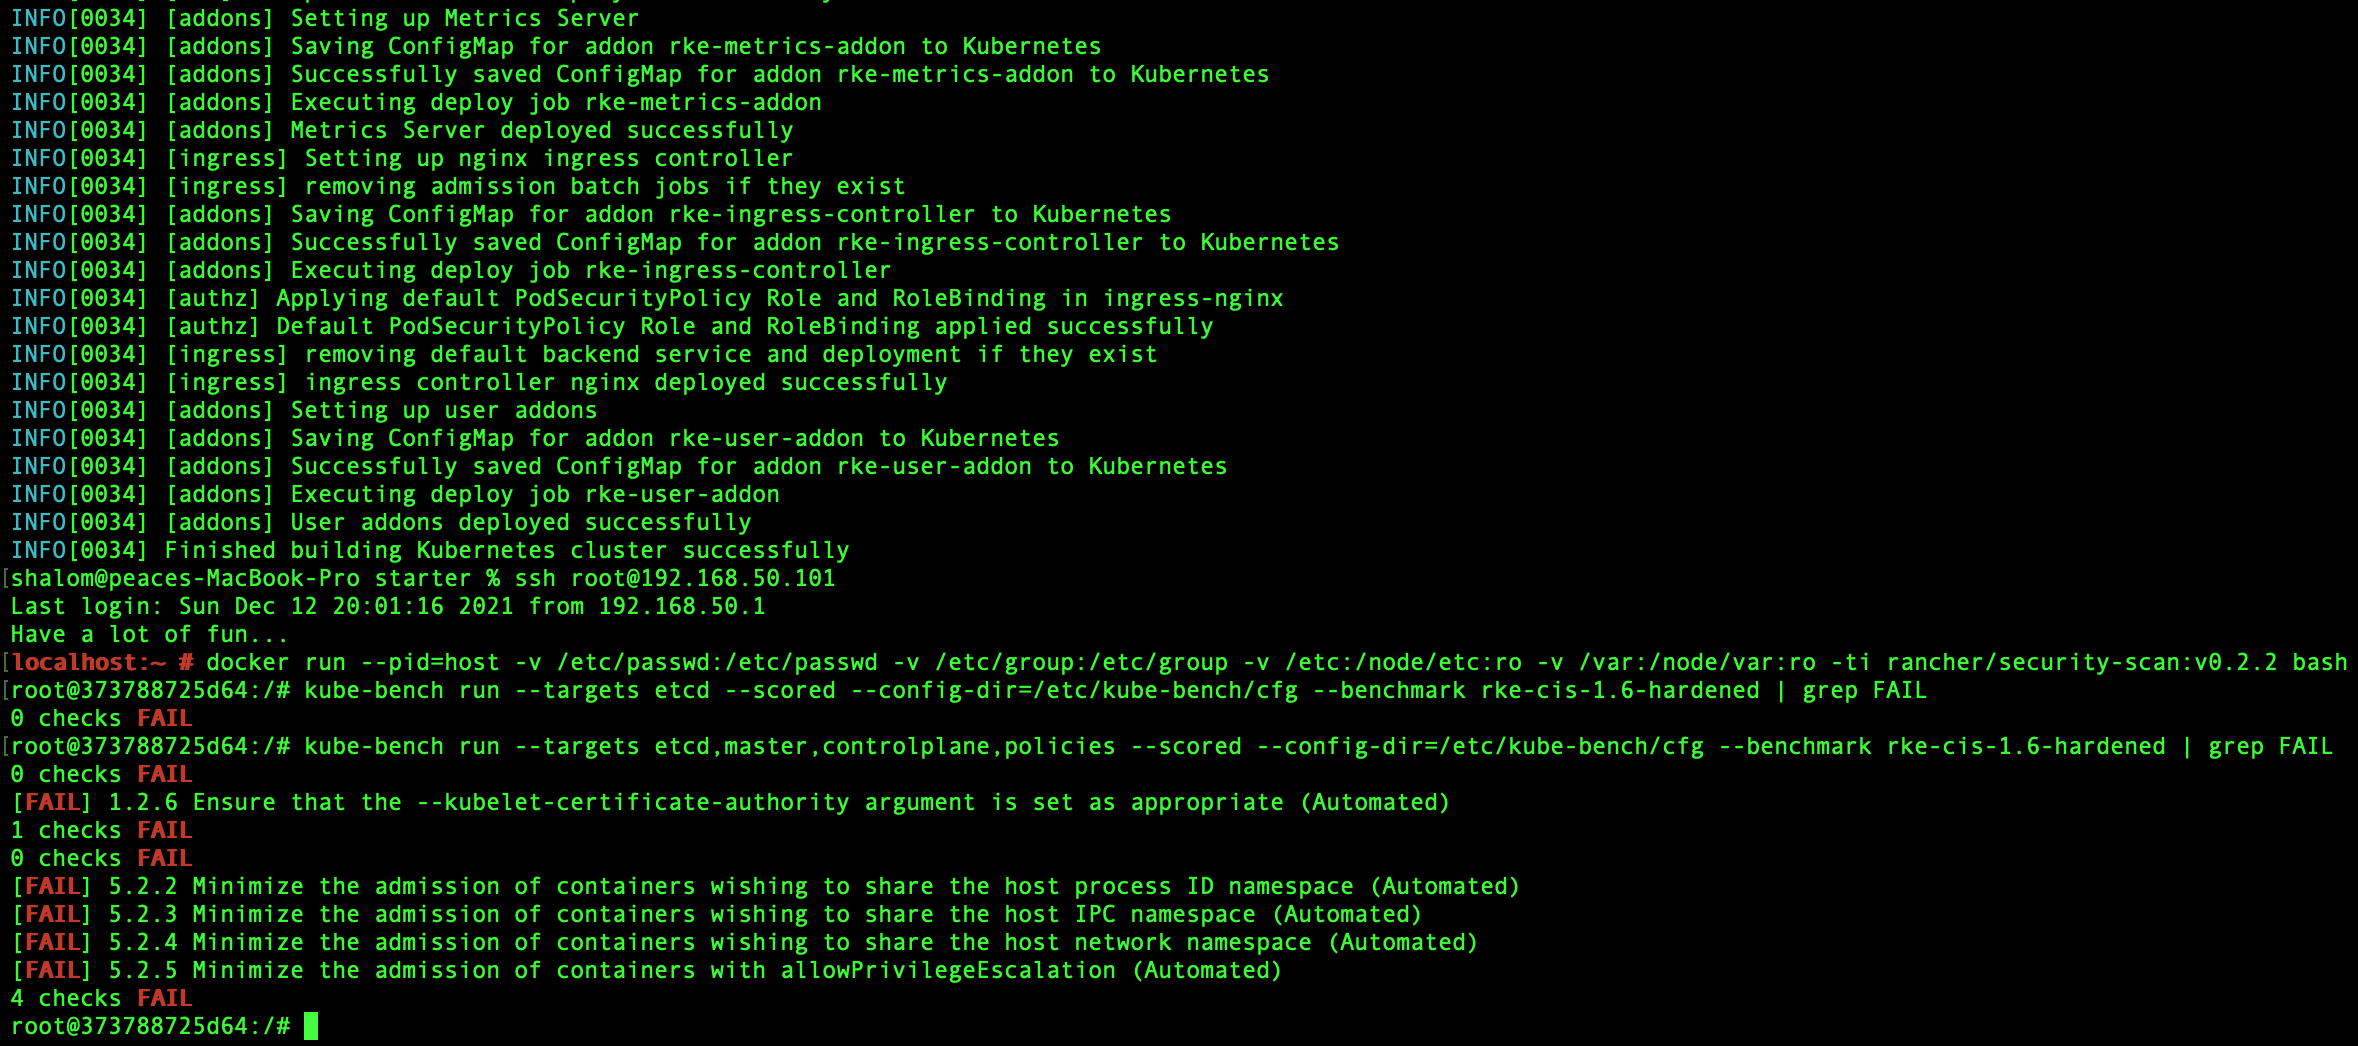 INFO[0034] [addons] Setting up Metrics Server
INFO[0034] [addons] Saving ConfigMap for addon rke-metrics-addon to Kubernetes
INFO[0034] [addons] Successfully saved ConfigMap for addon rke-metrics-addon to Kubernetes
INFO[0034] [addons] Executing deploy job rke-metrics-addon
INFO[0034] [addons] Metrics Server deployed successfully
INFO[0034] [ingress] Setting up nginx ingress controller
INFO[0034] [ingress] removing admission batch jobs if they exist
INFO[0034] [addons] Saving ConfigMap for addon rke-ingress-controller to Kubernetes
INFO[0034] [addons] Successfully saved ConfigMap for addon rke-ingress-controller to Kubernetes
INFO[0034] [addons] Executing deploy job rke-ingress-controller
INFO[0034] [authz] Applying default PodSecurityPolicy Role and RoleBinding in ingress-nginx
INFO[0034] [authz] Default PodSecurityPolicy Role and RoleBinding applied successfully
INFO[0034] [ingress] removing default backend service and deployment if they exist
INFO[0034] [ingress] ingress controller nginx deployed successfully
INFO[0034] [addons] Setting up user addons
INFO[0034] [addons] Saving ConfigMap for addon rke-user-addon to Kubernetes
INFO[0034] [addons] Successfully saved ConfigMap for addon rke-user-addon to Kubernetes
INFO[0034] [addons] Executing deploy job rke-user-addon
INFO[0034] [addons] User addons deployed successfully
INFO[0034] Finished building Kubernetes cluster successfully
[shalom@peaces-MacBook-Pro starter % ssh root@192.168.50.101
Last login: Sun Dec 12 20:01:16 2021 from 192.168.50.1
Have a lot of fun...
[localhost:~ # docker run --pid=host -v /etc/passwd:/etc/passwd -v /etc/group:/etc/group -v /etc:/node/etc:ro -v /var:/node/var:ro -ti rancher/security-scan:v0.2.2 bash
[root@373788725d64:/# kube-bench run --targets etcd --scored --config-dir=/etc/kube-bench/cfg --benchmark rke-cis-1.6-hardened | grep FAIL
0 checks FAIL
[root@373788725d64:/# kube-bench run --targets etcd,master,controlplane,policies --scored --config-dir=/etc/kube-bench/cfg --benchmark rke-cis-1.6-hardened | grep FAIL
0 checks FAIL
[FAIL] 1.2.6 Ensure that the --kubelet-certificate-authority argument is set as appropriate (Automated)
1 checks FAIL
0 checks FAIL
[FAIL] 5.2.2 Minimize the admission of containers wishing to share the host process ID namespace (Automated)
[FAIL] 5.2.3 Minimize the admission of containers wishing to share the host IPC namespace (Automated)
[FAIL] 5.2.4 Minimize the admission of containers wishing to share the host network namespace (Automated)
[FAIL] 5.2.5 Minimize the admission of containers with allowPrivilegeEscalation (Automated)
4 checks FAIL
root@373788725d64:/#